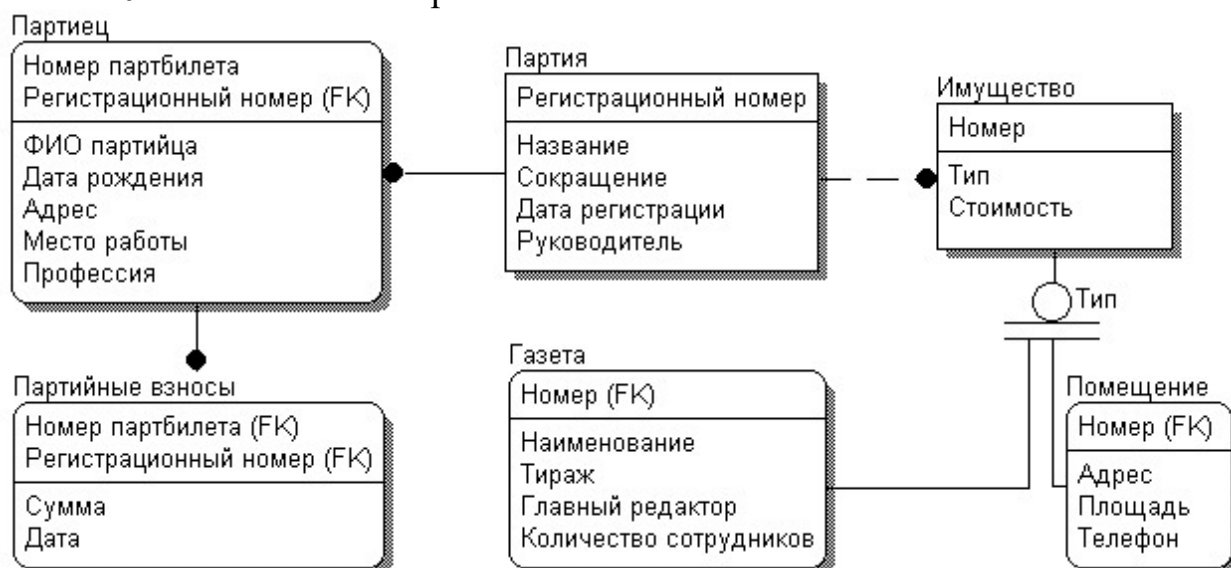 Партиец
Номер партбилета
Регистрационный номер (FK)
ФИО партийца
Дата рождения
Адрес
Место работы
Профессия
Партия
Регистрационный номер
Название
Сокращение
Дата регистрации
Руководитель
Имущество
Номер
Тип
Стоимость
Тип
Партийные взносы
Номер партбилета (FK)
Регистрационный номер (FK)
Сумма
Дата
Газета
Номер (FK)
Наименование
Тираж
Главный редактор
Количество сотрудников
Помещение
Номер (FK)
Адрес
Площадь
Телефон